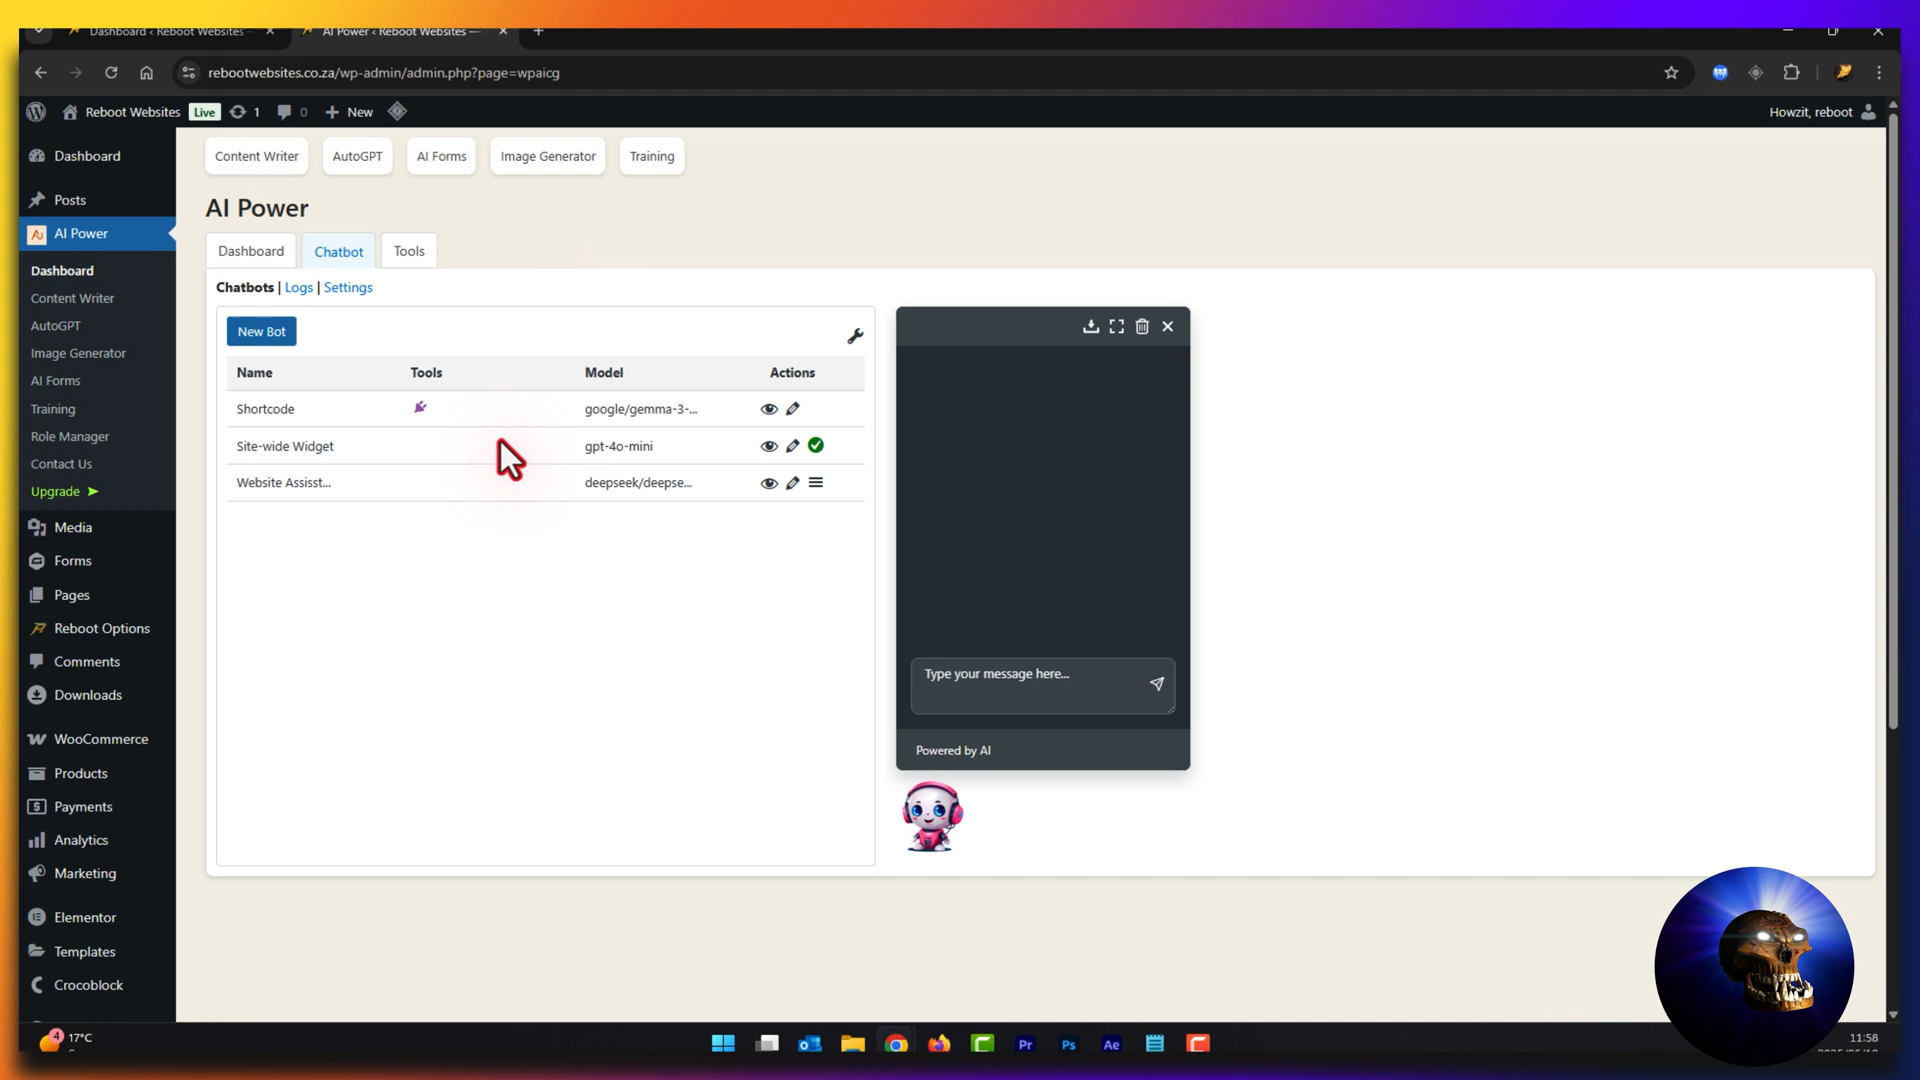 Dashboard ‹ Reboot Websites
AI Power ‹ Reboot Websites —
rebootwebsites.co.za/wp-admin/admin.php?page=wpaicg
Reboot Websites
Live
1
0
New
Howzit, reboot
Dashboard
Posts
AI Power
Dashboard
Content Writer
AutoGPT
Image Generator
AI Forms
Training
Role Manager
Contact Us
Upgrade ➤
Media
Forms
Pages
Reboot Options
Comments
Downloads
WooCommerce
Products
Payments
Analytics
Marketing
Elementor
Templates
Crocoblock
Content Writer
AutoGPT
AI Forms
Image Generator
Training
AI Power
Dashboard
Chatbot
Tools
Chatbots | Logs | Settings
New Bot
Name Tools Model Actions
Shortcode google/gemma-3-...
Site-wide Widget gpt-4o-mini
Website Assisst... deepseek/deepse...
Type your message here...
Powered by AI
4
17°C
Pr
Ps
Ae
11:58